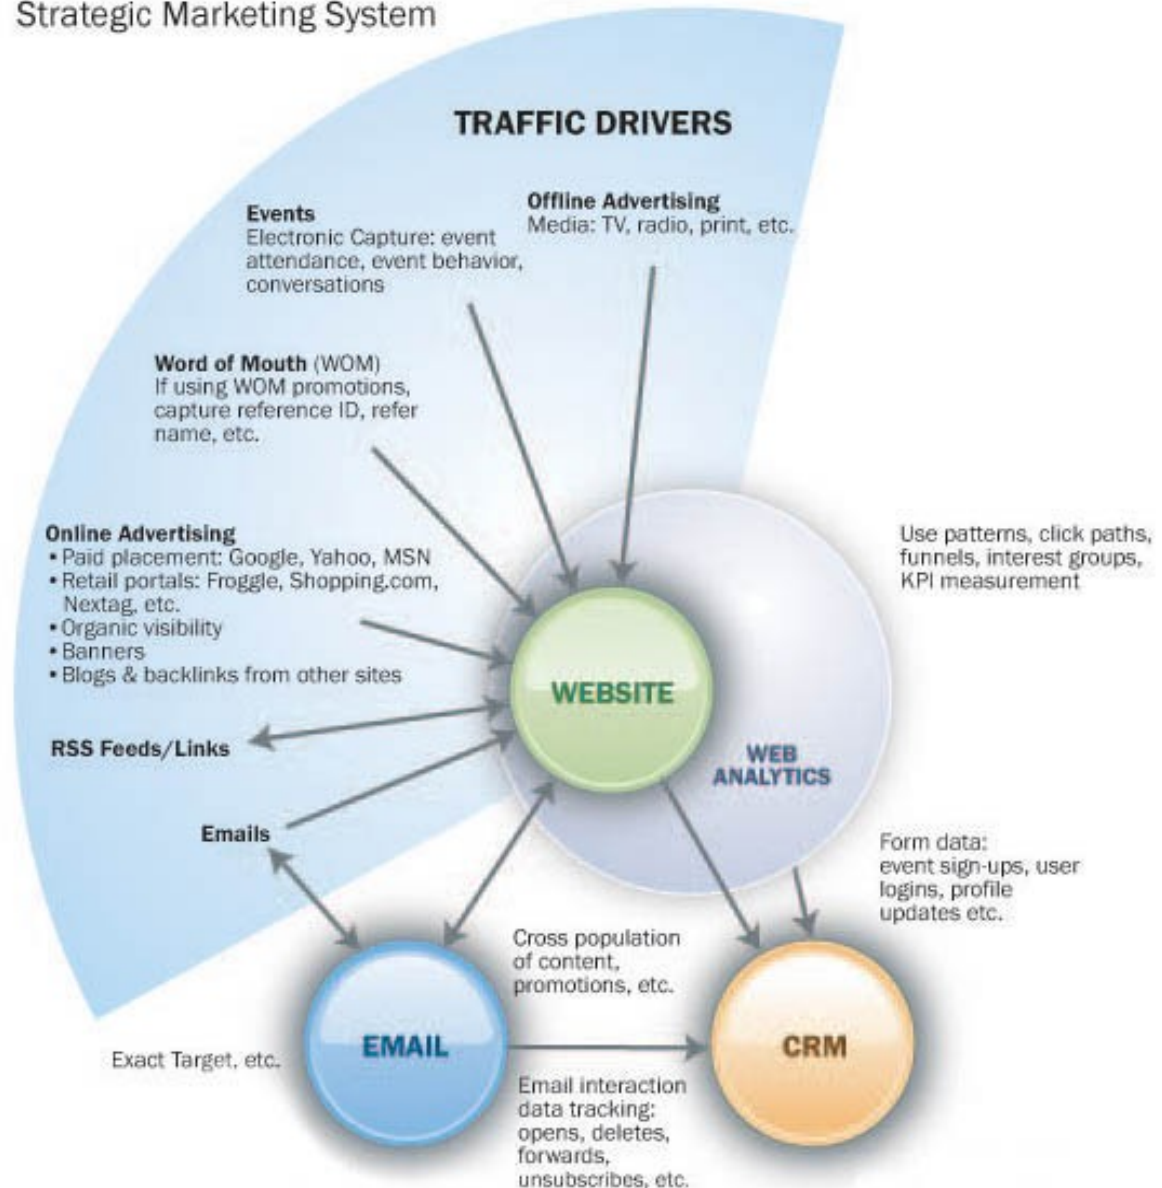 Strategic Marketing System
TRAFFIC DRIVERS
Offline Advertising
Media: TV, radio, print, etc.
Events
Electronic Capture: event
attendance, event behavior,
conversations
Word of Mouth (WOM)
If using WOM promotions,
capture reference ID, refer
name, etc.
Online Advertising
• Paid placement: Google, Yahoo, MSN
• Retail portals: Froggle, Shopping.com,
Nextag, etc.
• Organic visibility
• Banners
• Blogs & backlinks from other sites
RSS Feeds/Links
Emails
WEBSITE
WEB
ANALYTICS
Use patterns, click paths,
funnels, interest groups,
KPI measurement
Form data:
event sign-ups, user
logins, profile
updates etc.
Cross population
of content,
promotions, etc.
EMAIL
CRM
Exact Target, etc.
Email interaction
data tracking:
opens, deletes,
forwards,
unsubscribes, etc.